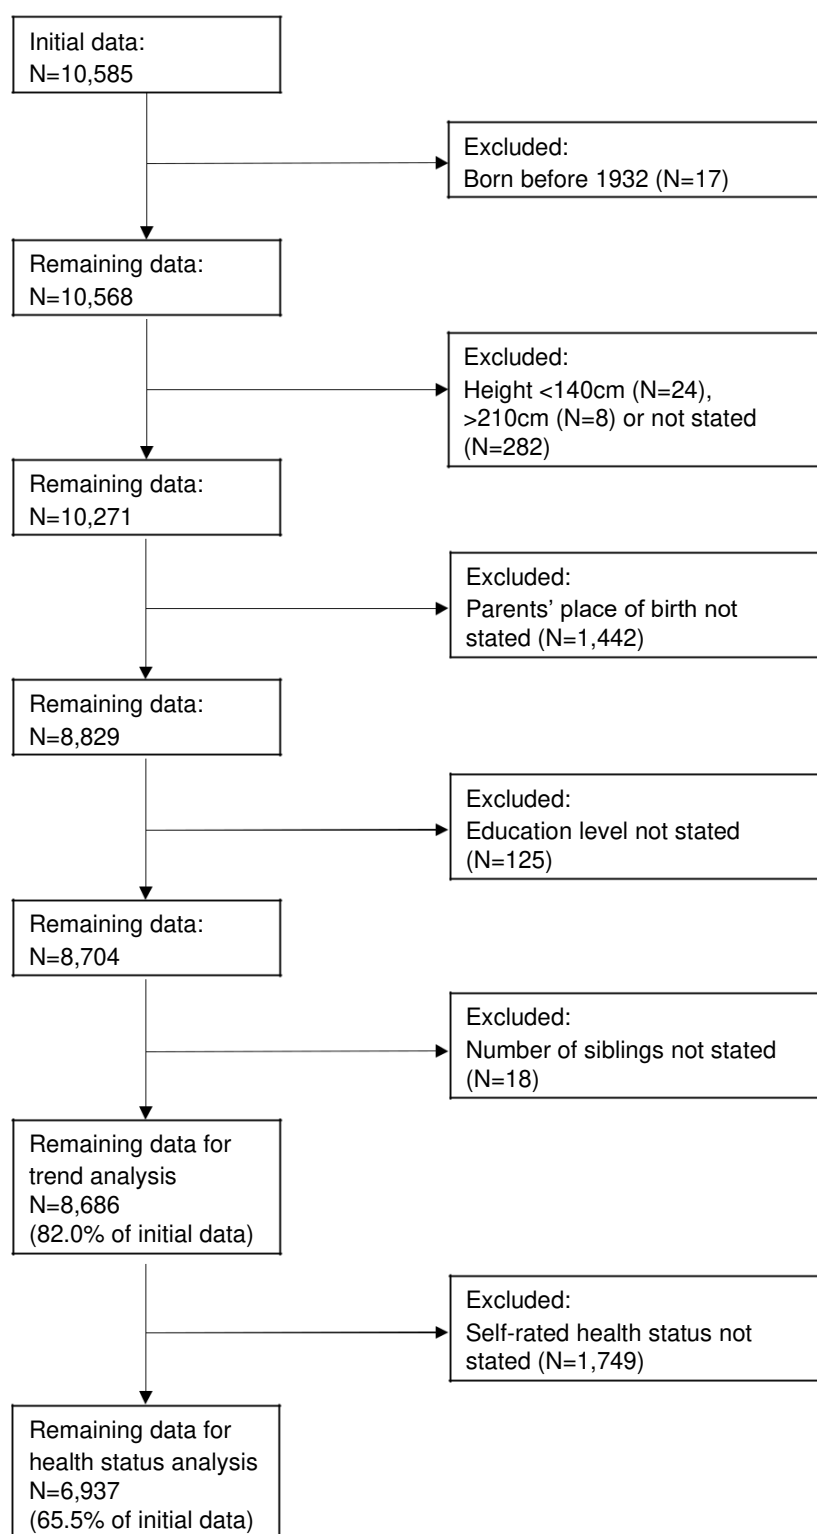 Initial data:
N=10,585
Excluded:
Born before 1932 (N=17)
Remaining data:
N=10,568
Excluded:
Height <140cm (N=24),
>210cm (N=8) or not stated
(N=282)
Remaining data:
N=10,271
Excluded:
Parents’ place of birth not
stated (N=1,442)
Remaining data:
N=8,829
Excluded:
Education level not stated
(N=125)
Remaining data:
N=8,704
Excluded:
Number of siblings not stated
(N=18)
Remaining data for
trend analysis
N=8,686
(82.0% of initial data)
Excluded:
Self-rated health status not
stated (N=1,749)
Remaining data for
health status analysis
N=6,937
(65.5% of initial data)